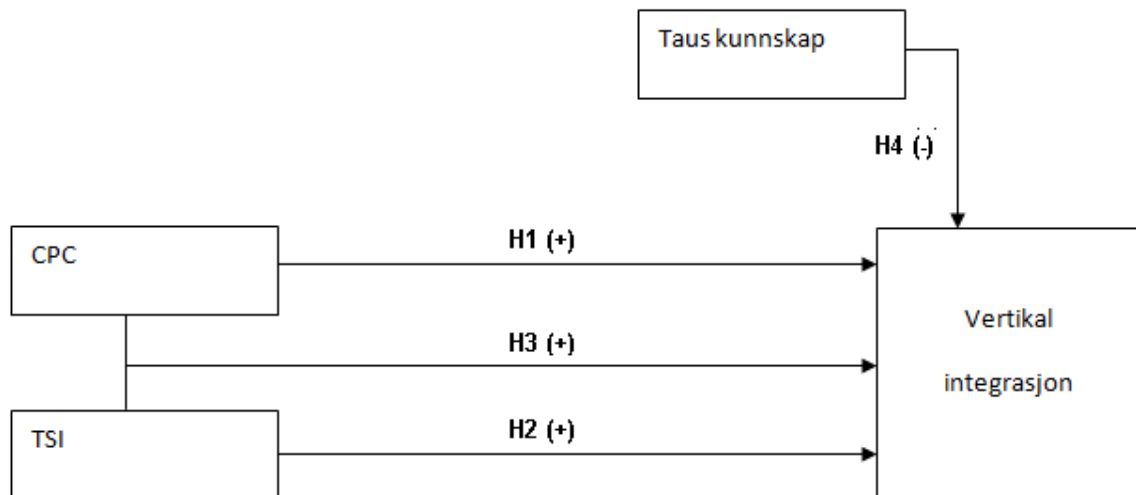 Taus kunnskap
H4 (-)
CPC
H1 (+)
Vertikal
integrasjon
H3 (+)
TSI
H2 (+)